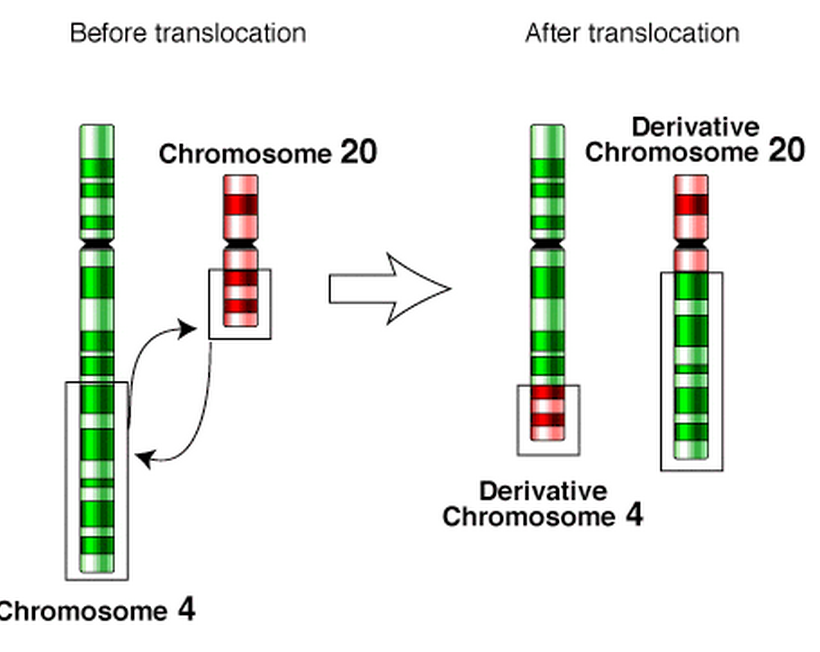 Before translocation
After translocation
Chromosome 20
Derivative
Chromosome 20
Derivative
Chromosome 4
Chromosome 4